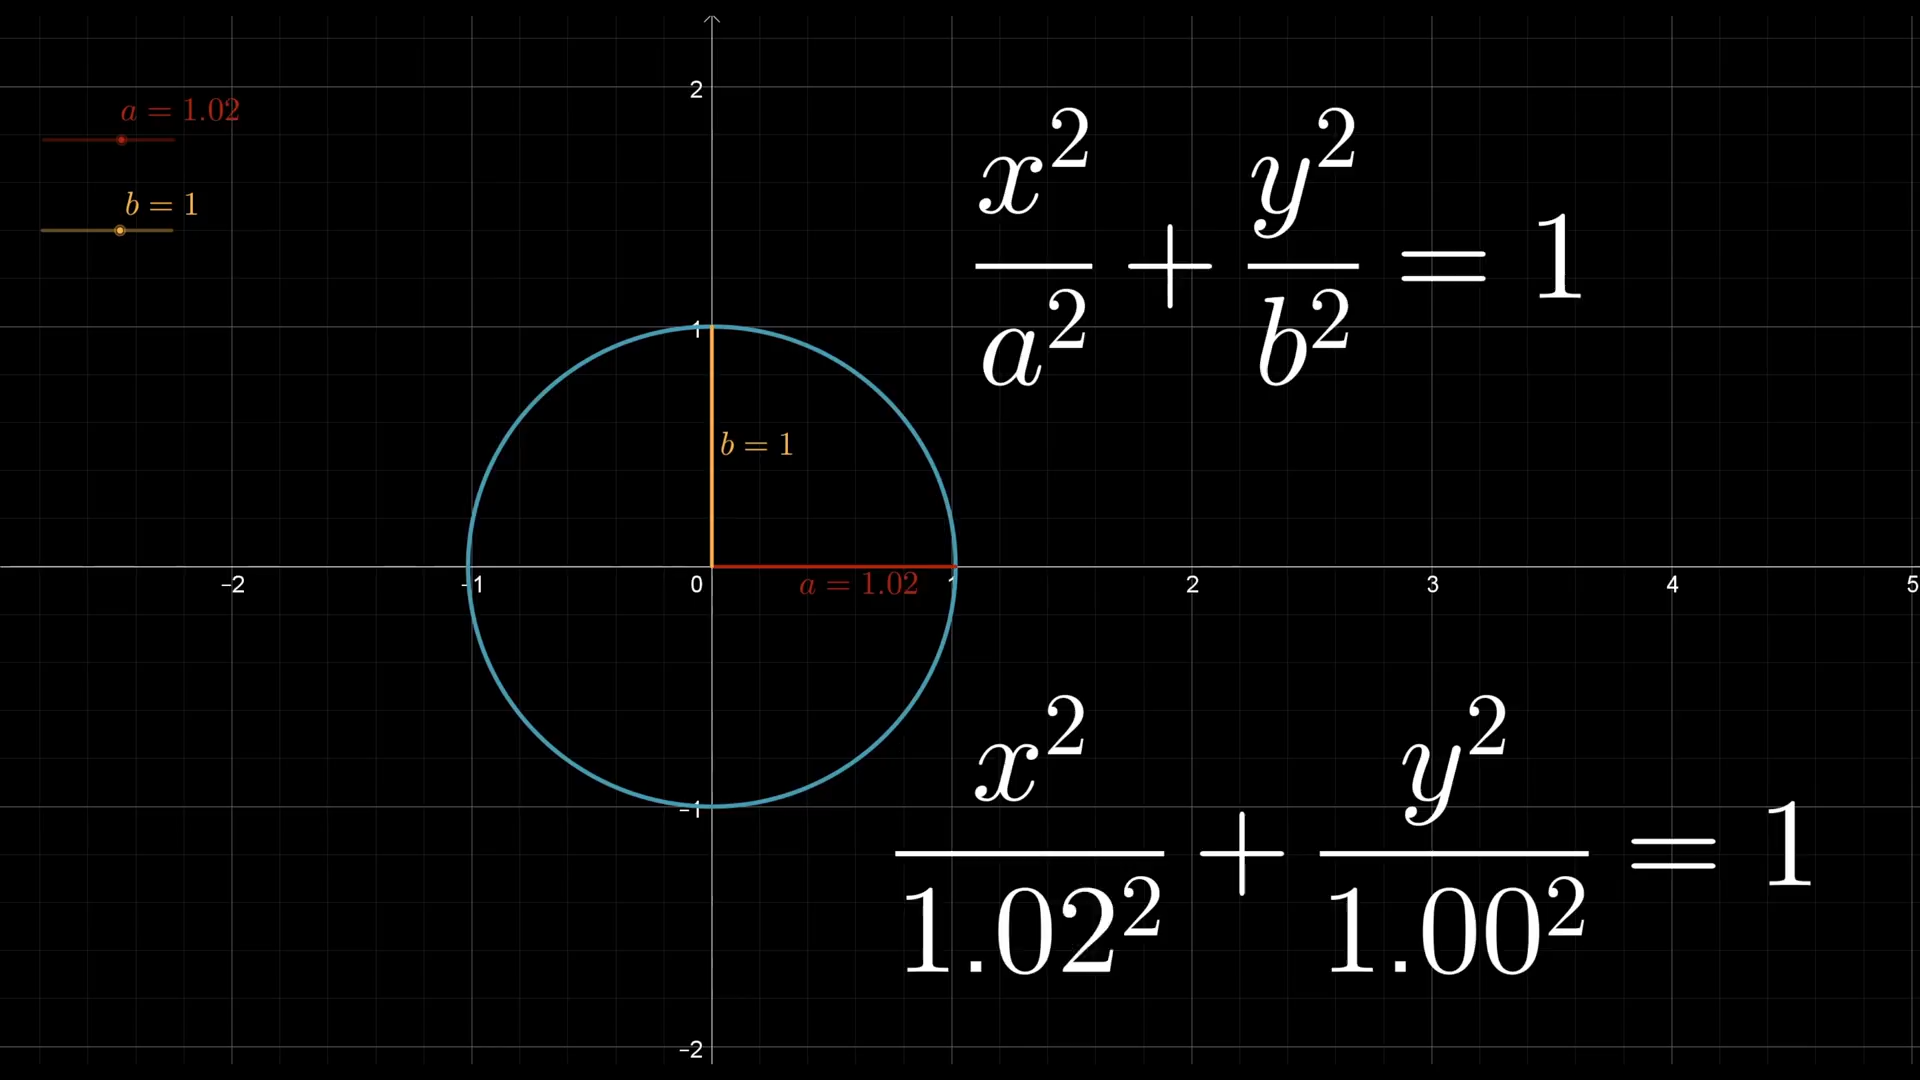 a = 1.02
b = 1
2
x²/a² + y²/b² = 1
1
b = 1
−2 −1 0 1 2 3 4 5
a = 1.02
−1
x²/1.02² + y²/1.00² = 1
−2